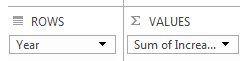 ROWS
Σ VALUES
Year
Sum of Increa...